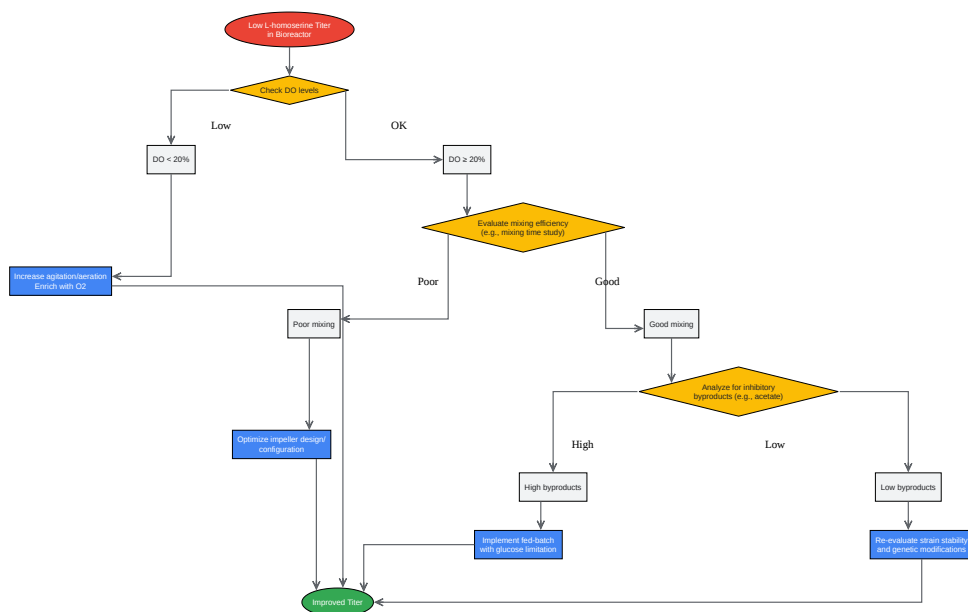 Low L-homoserine Titer
in Bioreactor
Check DO levels
Low
OK
DO < 20%
DO ≥ 20%
Evaluate mixing efficiency
(e.g., mixing time study)
Increase agitation/aeration
Enrich with O2
Poor
Good
Poor mixing
Good mixing
Analyze for inhibitory
byproducts (e.g., acetate)
Optimize impeller design/
configuration
High
Low
High byproducts
Low byproducts
Implement fed-batch
with glucose limitation
Re-evaluate strain stability
and genetic modifications
Improved Titer